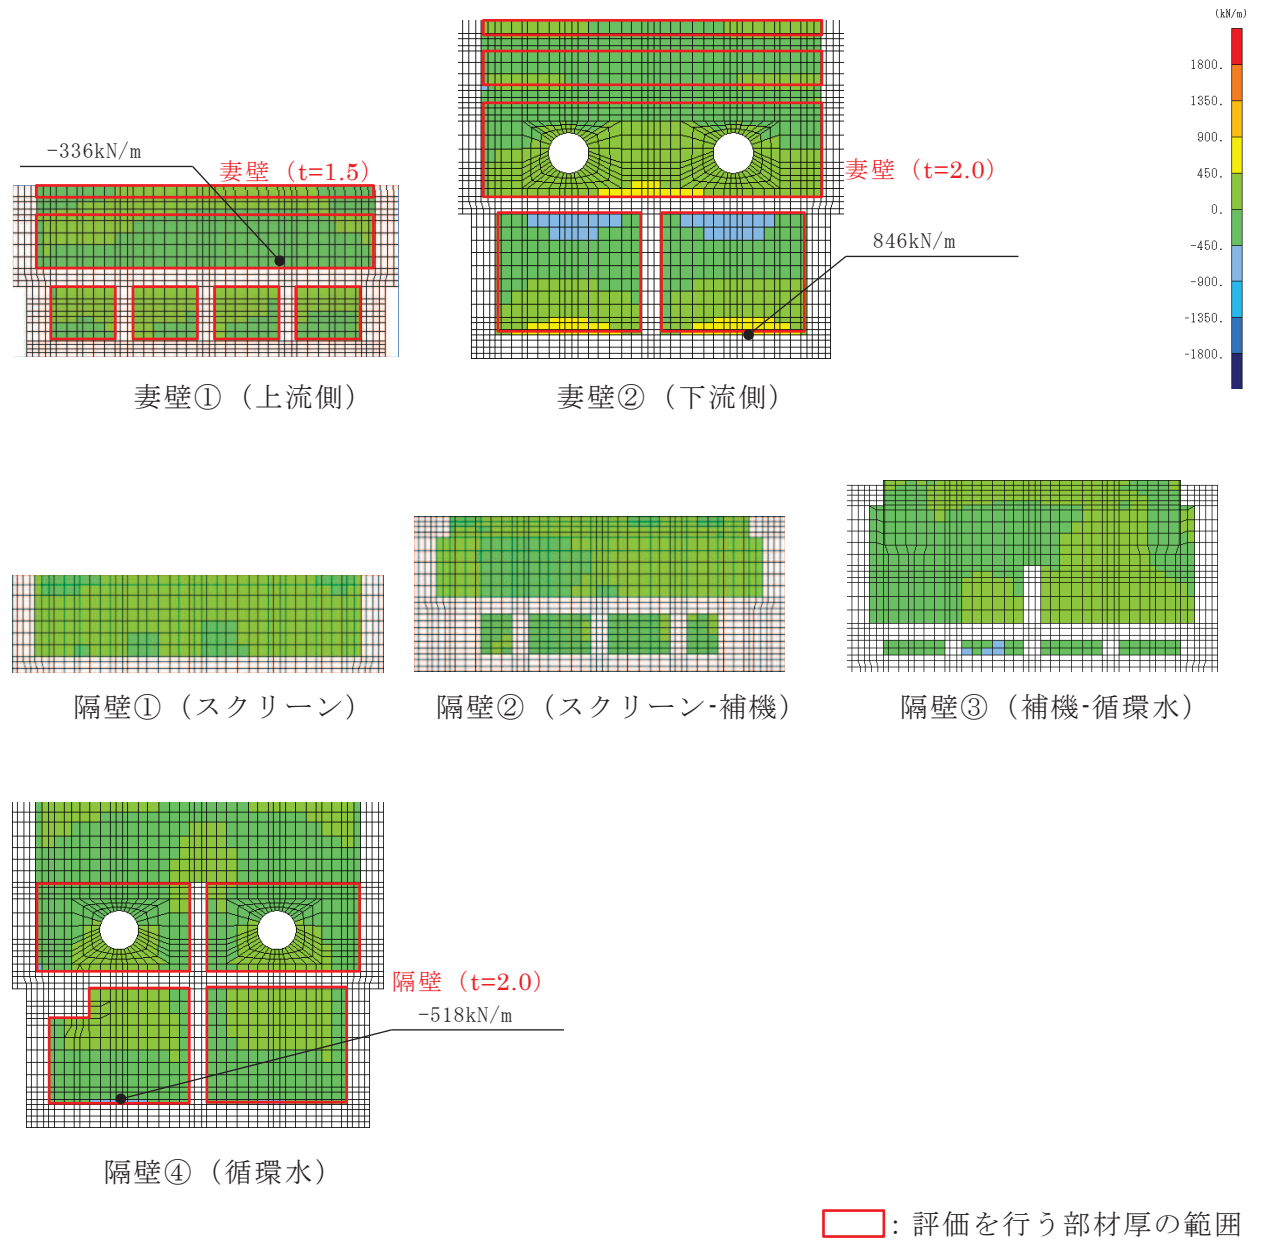 (kN/m)
1800.
1350.
900.
450.
0.
-450.
-900.
-1350.
-1800.
-336kN/m
妻壁（t=1.5）
妻壁（t=2.0）
846kN/m
妻壁①（上流側）
妻壁②（下流側）
隔壁①（スクリーン）
隔壁②（スクリーン-補機）
隔壁③（補機-循環水）
隔壁（t=2.0）
-518kN/m
隔壁④（循環水）
：評価を行う部材厚の範囲